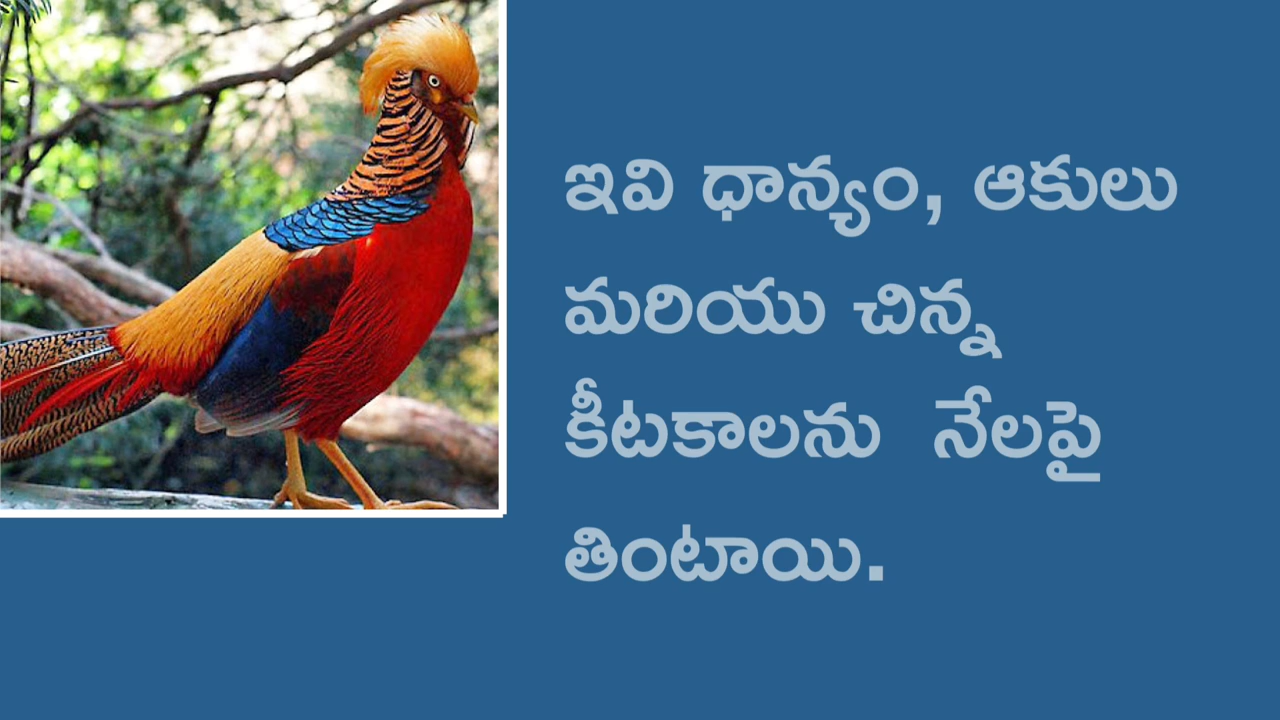 ఇవి ధాన్యం, ఆకులు
మరియు చిన్న
కీటకాలను నేలపై
తింటాయి.